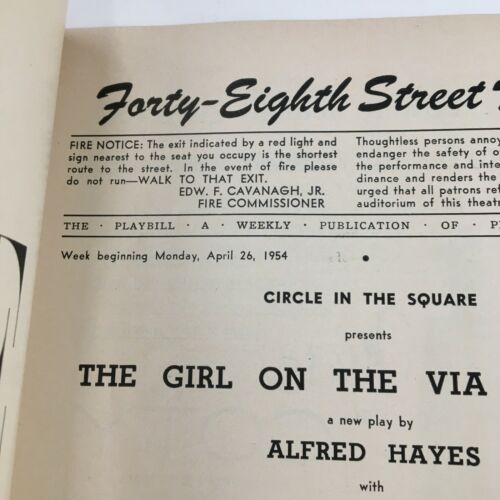 Forty-Eighth Street
FIRE NOTICE: The exit indicated by a red light and
sign nearest to the seat you occupy is the shortest
route to the street. In the event of fire please
do not run—WALK TO THAT EXIT.
EDW. F. CAVANAGH, JR.
FIRE COMMISSIONER
Thoughtless persons annoy
endanger the safety of o
the performance and inte
dinance and renders the
urged that all patrons ref
auditorium of this theatr
THE · PLAYBILL · A · WEEKLY · PUBLICATION · OF · P
Week beginning Monday, April 26, 1954
CIRCLE IN THE SQUARE
presents
THE GIRL ON THE VIA
a new play by
ALFRED HAYES
with